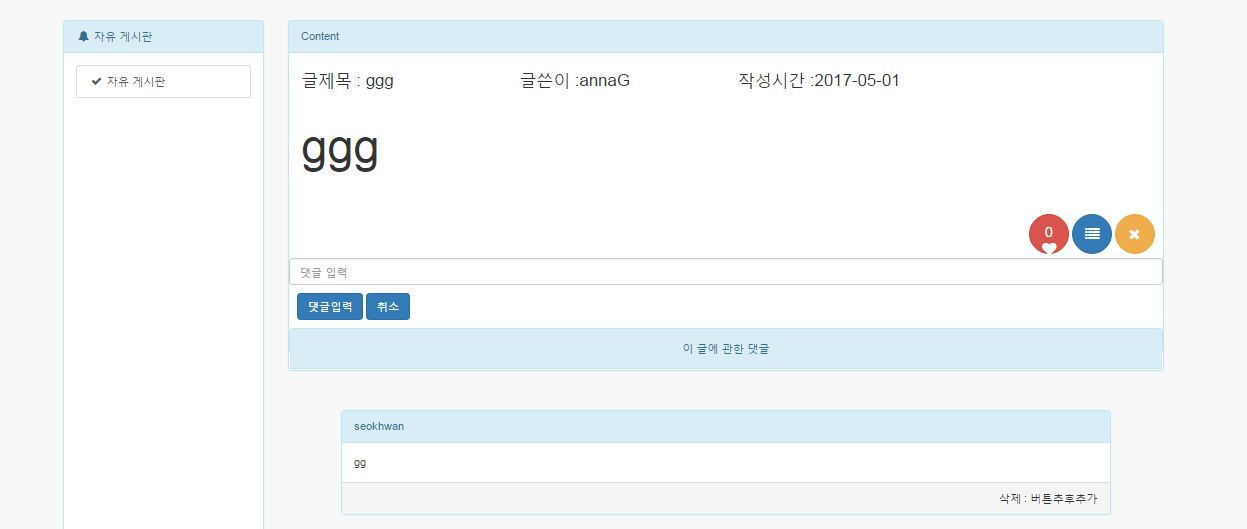 자유 게시판
자유 게시판
Content
글제목 : ggg
글쓴이 :annaG
작성시간 :2017-05-01
ggg
0
댓글 입력
댓글입력
취소
이 글에 관한 댓글
seokhwan
gg
삭제 : 버튼추후추가